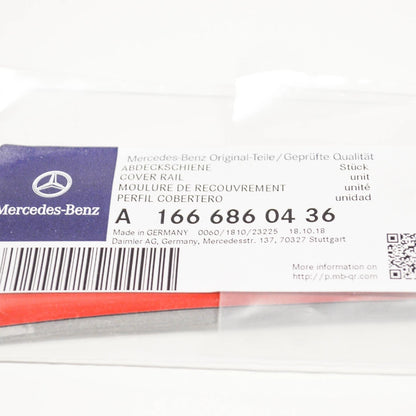 Mercedes-Benz Original-Teile/Geprüfte Qualität
ABDECKSCHIENE Stück
COVER RAIL unit
MOULURE DE RECOUVREMENT unité
PERFIL COBERTERO unidad
Mercedes-Benz
A 166 686 04 36
Made in GERMANY 0060/1810/23225 18.10.18
Daimler AG, Germany, Mercedesstr. 137, 70327 Stuttgart
More information on
http://p.mb-qr.com